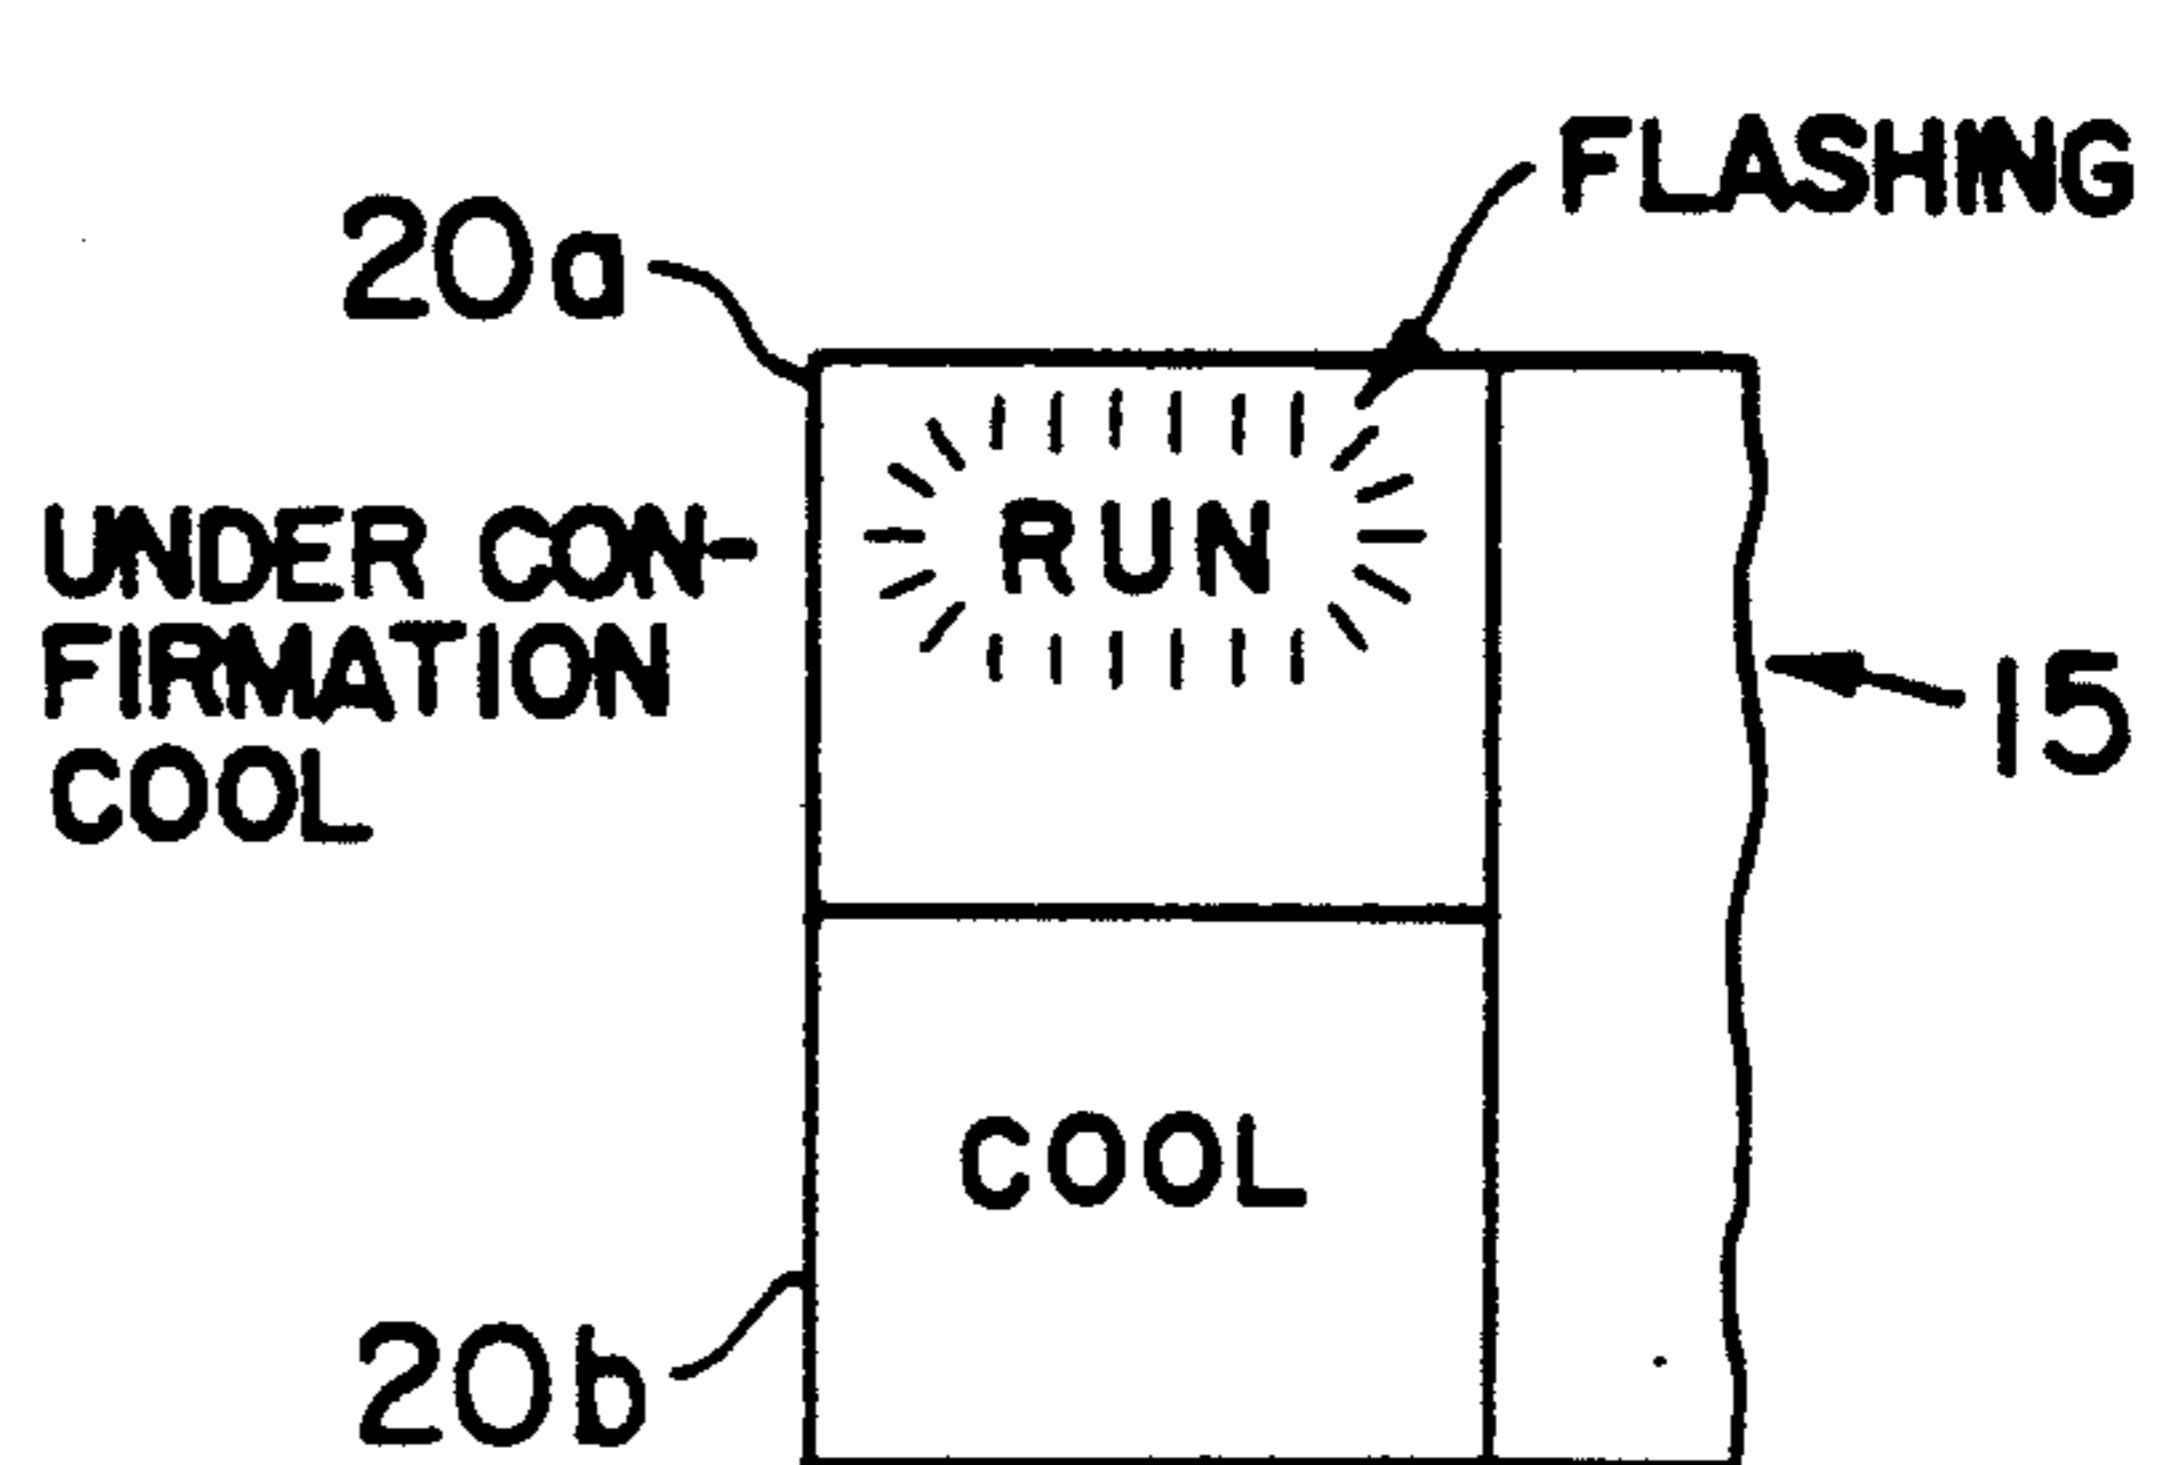 FLASHING
20a
RUN
UNDER CON-
FIRMATION
COOL
15
COOL
20b